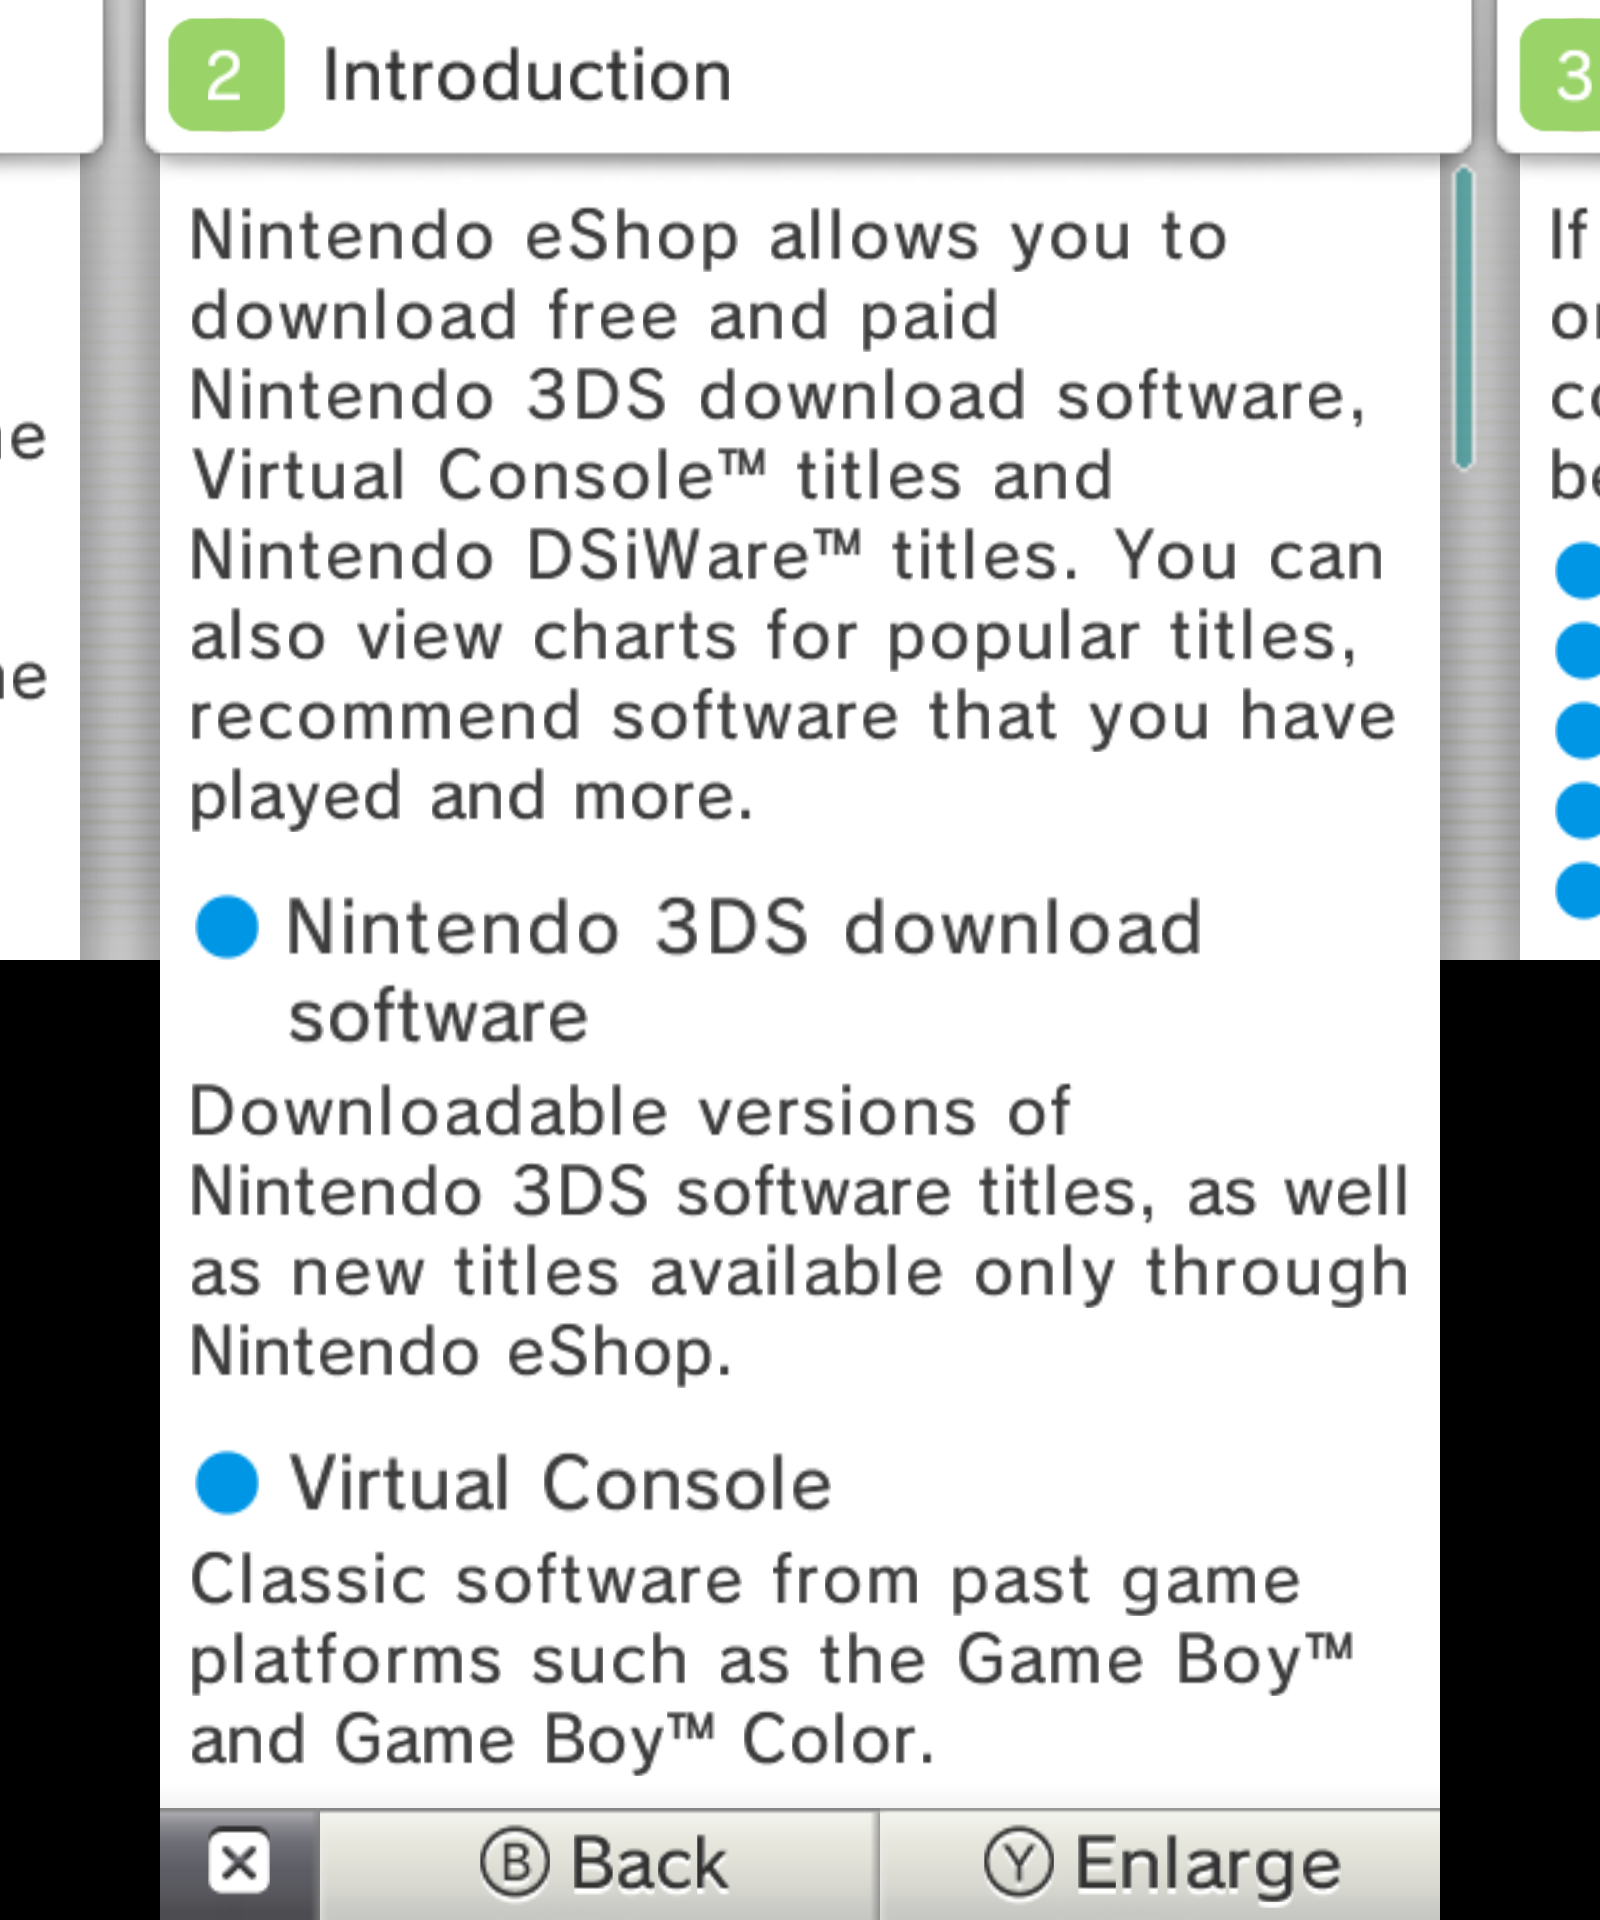 2 Introduction
3
Nintendo eShop allows you to
download free and paid
Nintendo 3DS download software,
Virtual Console™ titles and
Nintendo DSiWare™ titles. You can
also view charts for popular titles,
recommend software that you have
played and more.
● Nintendo 3DS download
software
Downloadable versions of
Nintendo 3DS software titles, as well
as new titles available only through
Nintendo eShop.
● Virtual Console
Classic software from past game
platforms such as the Game Boy™
and Game Boy™ Color.
If
Ⓑ Back
Ⓨ Enlarge